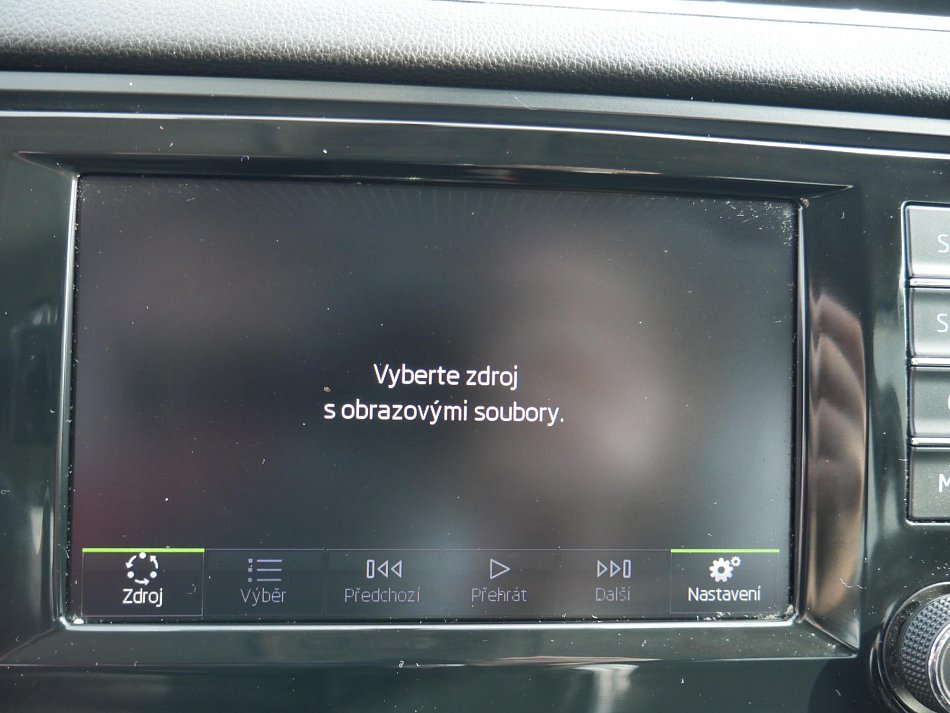 Vyberte zdroj
s obrazovými soubory.
Zdroj
Výběr
Předchozí
Přehrát
Další
Nastavení